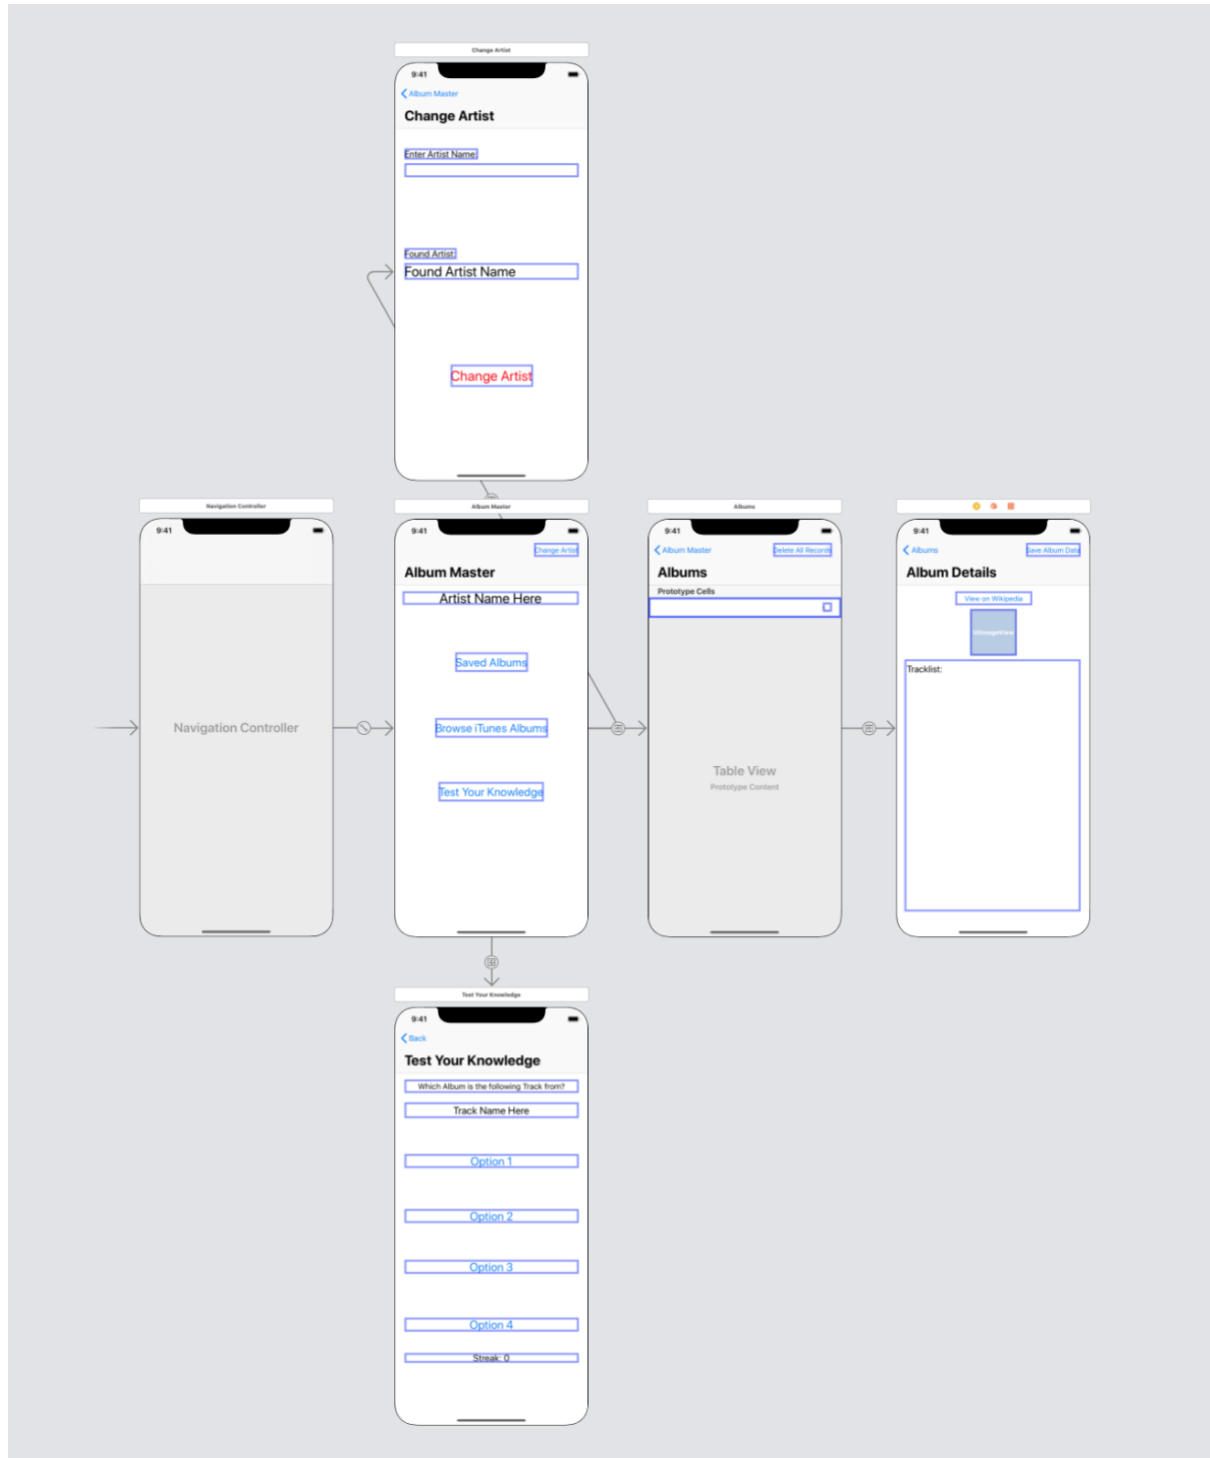 Change Artist
9:41
Album Master
Change Artist
Enter Artist Name:
Found Artist:
Found Artist Name
Change Artist
Navigation Controller
9:41
Navigation Controller
Album Master
9:41
Change Artist
Album Master
Artist Name Here
Saved Albums
Browse iTunes Albums
Test Your Knowledge
Albums
9:41
Album Master
Delete All Records
Albums
Prototype Cells
Table View
Prototype Content
9:41
Albums
Save Album Data
Album Details
View on Wikipedia
UIImageView
Tracklist:
Test Your Knowledge
9:41
Back
Test Your Knowledge
Which Album is the following Track from?
Track Name Here
Option 1
Option 2
Option 3
Option 4
Streak: 0